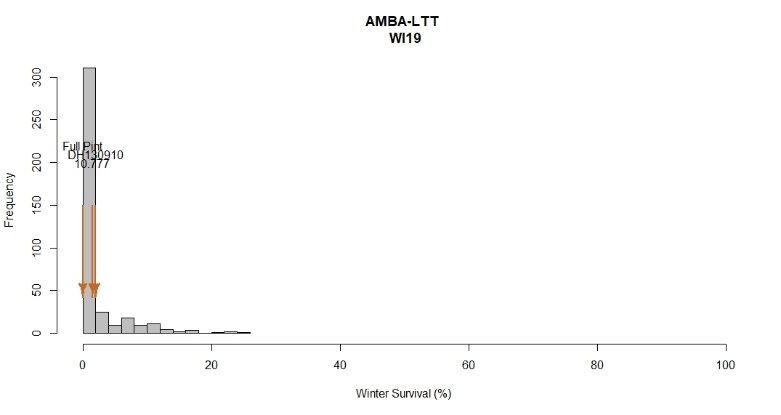 AMBA-LTT
WI19
Frequency
300
250
200
150
100
50
0
Full Pint
DH130910
10.777
0 20 40 60 80 100
Winter Survival (%)